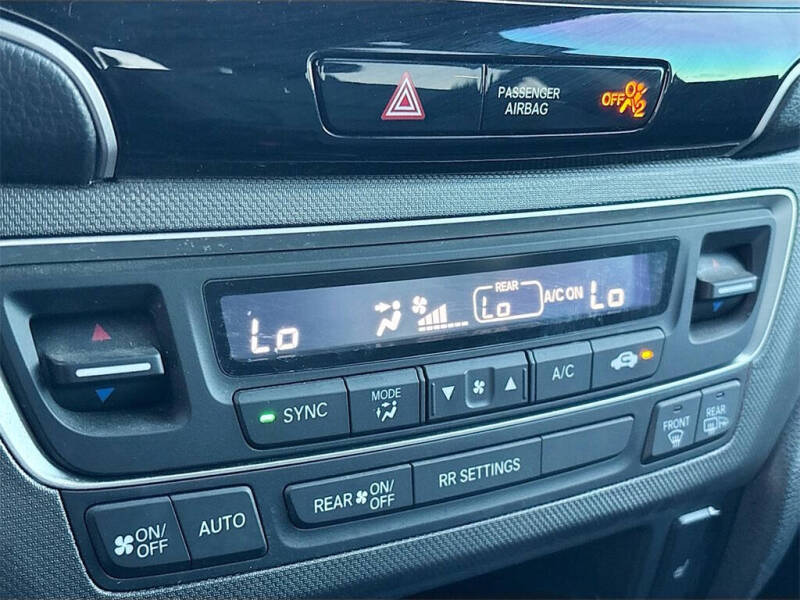 PASSENGER
AIRBAG
OFF
2
Lo
REAR
Lo
A/C ON
Lo
SYNC
MODE
A/C
FRONT
REAR
REAR ON/
OFF
RR SETTINGS
ON/
OFF
AUTO